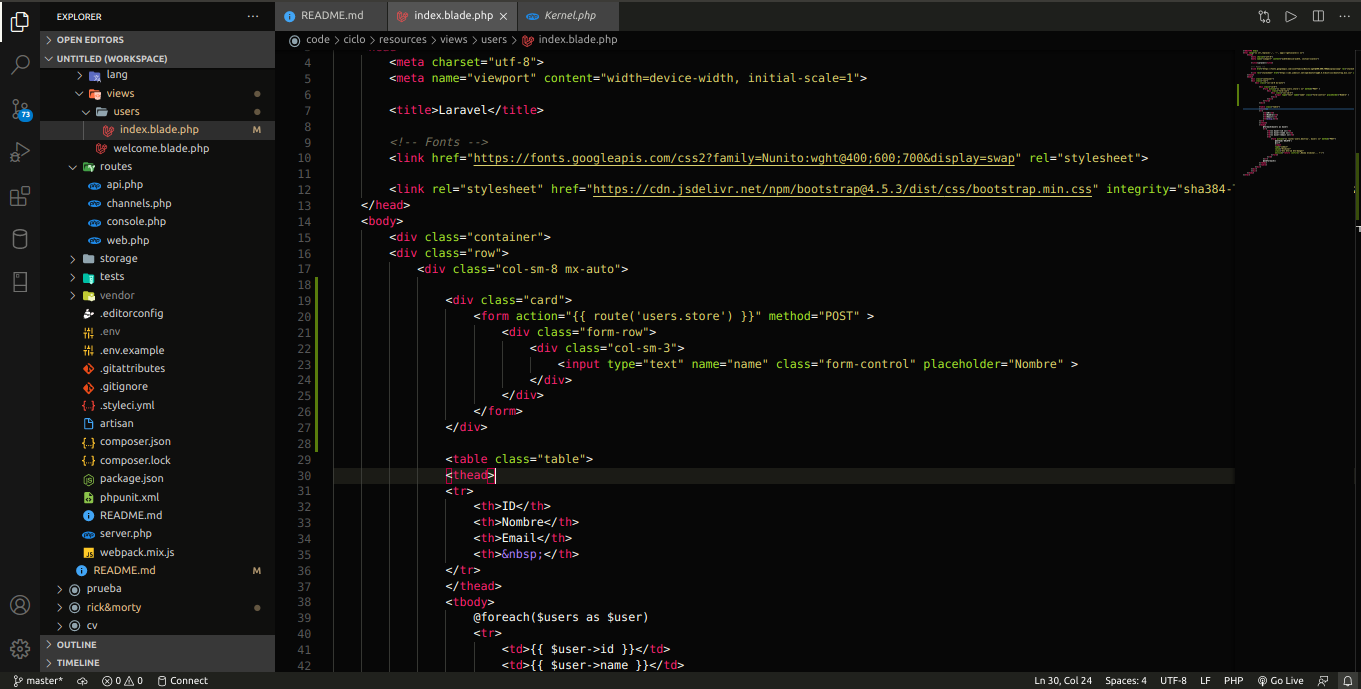 EXPLORER
···
OPEN EDITORS
UNTITLED (WORKSPACE)
lang
views
users
index.blade.php M
welcome.blade.php
routes
api.php
channels.php
console.php
web.php
storage
tests
vendor
.editorconfig
.env
.env.example
.gitattributes
.gitignore
.styleci.yml
artisan
composer.json
composer.lock
package.json
phpunit.xml
README.md
server.php
webpack.mix.js
README.md M
prueba
rick&morty
cv
OUTLINE
TIMELINE
73
README.md index.blade.php Kernel.php
code > ciclo > resources > views > users > index.blade.php
4 <meta charset="utf-8">
5 <meta name="viewport" content="width=device-width, initial-scale=1">
6
7 <title>Laravel</title>
8
9 <!-- Fonts -->
10 <link href="https://fonts.googleapis.com/css2?family=Nunito:wght@400;600;700&display=swap" rel="stylesheet">
11
12 <link rel="stylesheet" href="https://cdn.jsdelivr.net/npm/bootstrap@4.5.3/dist/css/bootstrap.min.css" integrity="sha384-
13 </head>
14 <body>
15 <div class="container">
16 <div class="row">
17 <div class="col-sm-8 mx-auto">
18
19 <div class="card">
20 <form action="{{ route('users.store') }}" method="POST" >
21 <div class="form-row">
22 <div class="col-sm-3">
23 <input type="text" name="name" class="form-control" placeholder="Nombre" >
24 </div>
25 </div>
26 </form>
27 </div>
28
29 <table class="table">
30 <thead>
31 <tr>
32 <th>ID</th>
33 <th>Nombre</th>
34 <th>Email</th>
35 <th>&nbsp;</th>
36 </tr>
37 </thead>
38 <tbody>
39 @foreach($users as $user)
40 <tr>
41 <td>{{ $user->id }}</td>
42 <td>{{ $user->name }}</td>
master* 0 0 Connect Ln 30, Col 24 Spaces: 4 UTF-8 LF PHP Go Live